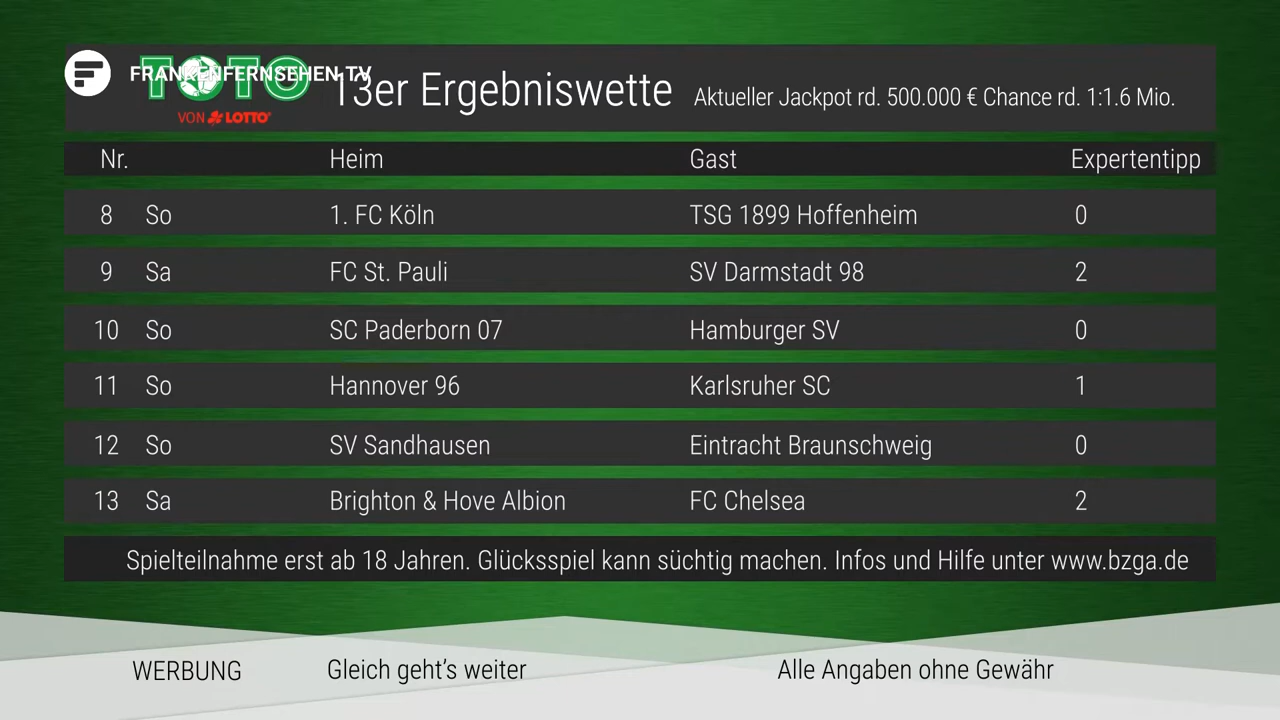 FRANKENFERNSEHEN.TV
TOTO
VON LOTTO
13er Ergebniswette Aktueller Jackpot rd. 500.000 € Chance rd. 1:1.6 Mio.
Nr. Heim Gast Expertentipp
8 So 1. FC Köln TSG 1899 Hoffenheim 0
9 Sa FC St. Pauli SV Darmstadt 98 2
10 So SC Paderborn 07 Hamburger SV 0
11 So Hannover 96 Karlsruher SC 1
12 So SV Sandhausen Eintracht Braunschweig 0
13 Sa Brighton & Hove Albion FC Chelsea 2
Spielteilnahme erst ab 18 Jahren. Glücksspiel kann süchtig machen. Infos und Hilfe unter www.bzga.de
WERBUNG Gleich geht's weiter Alle Angaben ohne Gewähr